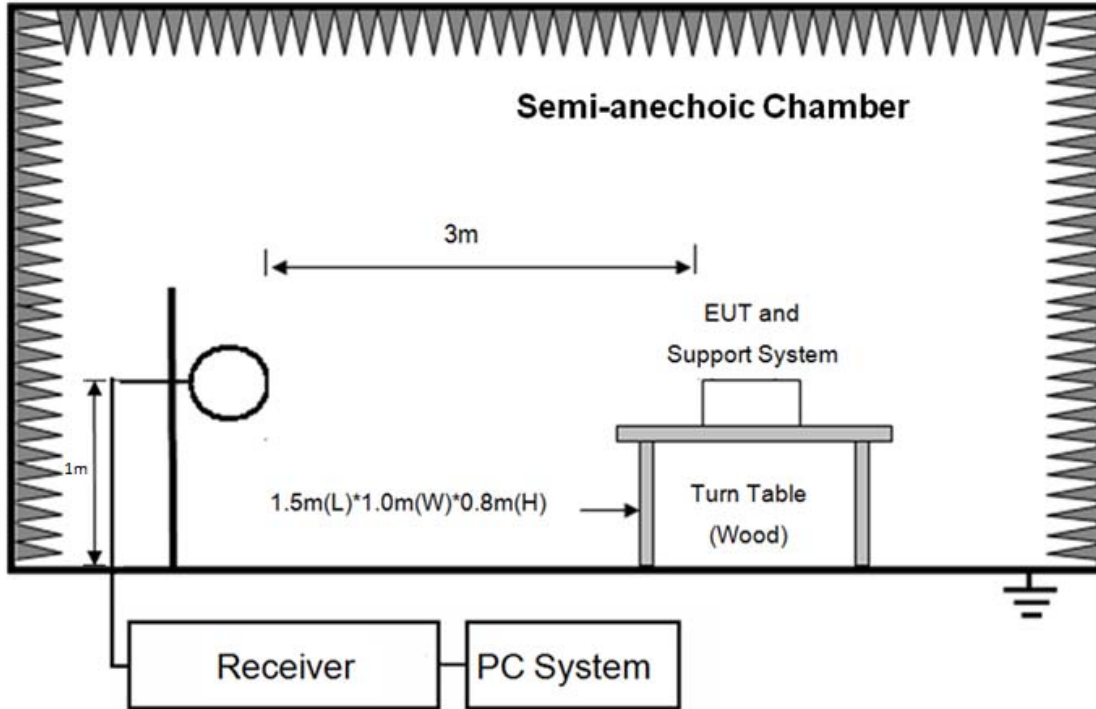 Semi-anechoic Chamber
3m
EUT and
Support System
1m
1.5m(L)*1.0m(W)*0.8m(H)
Turn Table
(Wood)
Receiver
PC System